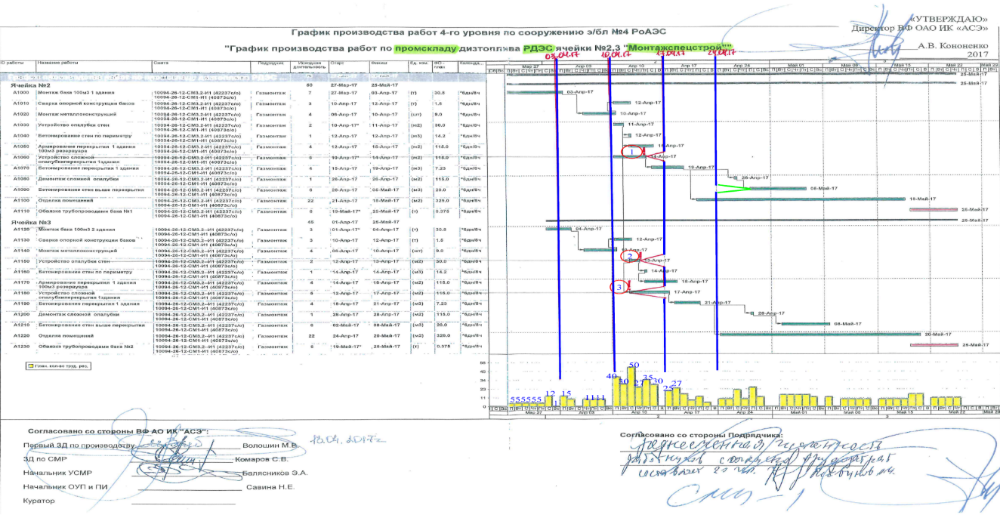 «УТВЕРЖДАЮ»
Директор ВФ ОАО ИК «АСЭ»
А.В. Кононенко
2017
График производства работ 4-го уровня по сооружению э/бл №4 РоАЭС
"График производства работ по промскладу дизтоплива РДЭС ячейки №2,3 "Монтажспецстрой""
03.04.17 10.04.17 17.04.17 24.04.17
ID работы Название работы Смета Подрядчик Исходная длительность Старт Финиш Ед. изм. ФО - план Календа...
Мар 27 Апр 03 Апр 10 Апр 17 Апр 24 Май 01 Май 08 Май 15 Май 22 Май 29
25-Май-17
Ячейка №2 60 27-Мар-17 25-Май-17 25-Май-17
A1000 Монтаж бака 100м3 1 здания 10094-26-12-СМ3.2-И1 (42237с/о) 10094-26-12-СМ1-И1 (40873с/о) Газмонтаж 7 27-Мар-17 03-Апр-17 (т) 30.8 *6дн/8ч 03-Апр-17
A1010 Сварка опорной конструкции баков 10094-26-12-СМ3.2-И1 (42237с/о) 10094-26-12-СМ1-И1 (40873с/о) Газмонтаж 3 10-Апр-17 12-Апр-17 (т) 1.5 *6дн/8ч 12-Апр-17
A1020 Монтаж металлоконструкций 10094-26-12-СМ3.2-И1 (42237с/о) 10094-26-12-СМ1-И1 (40873с/о) Газмонтаж 4 06-Апр-17 10-Апр-17 (шт) 9.0 *6дн/8ч 10-Апр-17
A1030 Устройство опалубки стен 10094-26-12-СМ3.2-И1 (42237с/о) 10094-26-12-СМ1-И1 (40873с/о) Газмонтаж 2 10-Апр-17* 11-Апр-17 (м2) 30.0 *6дн/8ч 11-Апр-17
A1040 Бетонирование стен по периметру 10094-26-12-СМ3.2-И1 (42237с/о) 10094-26-12-СМ1-И1 (40873с/о) Газмонтаж 1 12-Апр-17 12-Апр-17 (м3) 14.2 *6дн/8ч 12-Апр-17
A1050 Армирование перекрытия 1 здания 100м3 резервуара 10094-26-12-СМ3.2-И1 (42237с/о) 10094-26-12-СМ1-И1 (40873с/о) Газмонтаж 4 12-Апр-17 15-Апр-17 (м2) 115.0 *6дн/8ч 15-Апр-17
A1060 Устройство сложной опалубкиперекрытия 1здания 10094-26-12-СМ3.2-И1 (42237с/о) 10094-26-12-СМ1-И1 (40873с/о) Газмонтаж 5 10-Апр-17* 14-Апр-17 (м2) 115.0 *6дн/8ч 1 14-Апр-17
A1070 Бетонирование перекрытия 1 здания 10094-26-12-СМ3.2-И1 (42237с/о) 10094-26-12-СМ1-И1 (40873с/о) Газмонтаж 4 15-Апр-17 19-Апр-17 (м3) 7.23 *6дн/8ч 19-Апр-17
A1080 Демонтаж сложной опалубки 10094-26-12-СМ3.2-И1 (42237с/о) 10094-26-12-СМ1-И1 (40873с/о) Газмонтаж 1 26-Апр-17 26-Апр-17 (м2) 115.0 *6дн/8ч 26-Апр-17
A1090 Бетонирование стен выше перекрытия 10094-26-12-СМ3.2-И1 (42237с/о) 10094-26-12-СМ1-И1 (40873с/о) Газмонтаж 6 28-Апр-17 05-Май-17 (м3) 20.0 *6дн/8ч 05-Май-17
A1100 Отделка помещений 10094-26-12-СМ3.2-И1 (42237с/о) 10094-26-12-СМ1-И1 (40873с/о) Газмонтаж 22 21-Апр-17 18-Май-17 (м2) 329.0 *6дн/8ч 18-Май-17
A1110 Обвязка трубопроводами бака №1 10094-26-12-СМ3.2-И1 (42237с/о) 10094-26-12-СМ1-И1 (40873с/о) Газмонтаж 6 19-Май-17* 25-Май-17 (т) 0.375 *6дн/8ч 25-Май-17
Ячейка №3 55 01-Апр-17 25-Май-17 25-Май-17
A1120 Монтаж бака 100м3 2 здания 10094-26-12-СМ3.2--И1 (42237с/о) 10094-26-12-СМ1-И1 (40873с/о) Газмонтаж 3 01-Апр-17* 04-Апр-17 (т) 30.8 *6дн/8ч 04-Апр-17
A1130 Сварка опорной конструкции баков 10094-26-12-СМ3.2--И1 (42237с/о) 10094-26-12-СМ1-И1 (40873с/о) Газмонтаж 3 10-Апр-17 12-Апр-17 (т) 1.5 *6дн/8ч 12-Апр-17
A1140 Монтаж металлоконструкций 10094-26-12-СМ3.2--И1 (42237с/о) 10094-26-12-СМ1-И1 (40873с/о) Газмонтаж 4 06-Апр-17 10-Апр-17 (шт) 9.0 *6дн/8ч 10-Апр-17
A1150 Устройство опалубки стен 10094-26-12-СМ3.2--И1 (42237с/о) 10094-26-12-СМ1-И1 (40873с/о) Газмонтаж 2 12-Апр-17 13-Апр-17 (м2) 30.0 *6дн/8ч 2 13-Апр-17
A1160 Бетонирование стен по периметру 10094-26-12-СМ3.2--И1 (42237с/о) 10094-26-12-СМ1-И1 (40873с/о) Газмонтаж 1 14-Апр-17 14-Апр-17 (м3) 14.2 *6дн/8ч 14-Апр-17
A1170 Армирование перекрытия 1 здания 100м3 резервуара 10094-26-12-СМ3.2--И1 (42237с/о) 10094-26-12-СМ1-И1 (40873с/о) Газмонтаж 4 14-Апр-17 18-Апр-17 (м2) 115.0 *6дн/8ч 18-Апр-17
A1180 Устройство сложной опалубкиперекрытия 1здания 10094-26-12-СМ3.2--И1 (42237с/о) 10094-26-12-СМ1-И1 (40873с/о) Газмонтаж 5 12-Апр-17 17-Апр-17 (м2) 115.0 *6дн/8ч 3 17-Апр-17
A1190 Бетонирование перекрытия 1 здания 10094-26-12-СМ3.2--И1 (42237с/о) 10094-26-12-СМ1-И1 (40873с/о) Газмонтаж 4 18-Апр-17 21-Апр-17 (м3) 7.23 *6дн/8ч 21-Апр-17
A1200 Демонтаж сложной опалубки 10094-26-12-СМ3.2--И1 (42237с/о) 10094-26-12-СМ1-И1 (40873с/о) Газмонтаж 1 28-Апр-17 28-Апр-17 (м2) 115.0 *6дн/8ч 28-Апр-17
A1210 Бетонирование стен выше перекрытия 10094-26-12-СМ3.2--И1 (42237с/о) 10094-26-12-СМ1-И1 (40873с/о) Газмонтаж 6 02-Май-17 08-Май-17 (м3) 20.0 *6дн/8ч 08-Май-17
A1220 Отделка помещений 10094-26-12-СМ3.2--И1 (42237с/о) 10094-26-12-СМ1-И1 (40873с/о) Газмонтаж 22 24-Апр-17 20-Май-17 (м2) 329.0 *6дн/8ч 20-Май-17
A1230 Обвязка трубопроводами бака №2 10094-26-12-СМ3.2--И1 (42237с/о) 10094-26-12-СМ1-И1 (40873с/о) Газмонтаж 6 19-Май-17* 25-Май-17 (т) 0.375 *6дн/8ч 25-Май-17
План. кол-во труд. рес.
56 45 34 23 11 0
5 5 5 5 5 5 12 1 15 11 11 40 30 50 27 35 30 25 27
Мар 27 Апр 03 Апр 10 Апр 17 Апр 24 Май 01 Май 08 Май 15 Май 22 Май 29
Согласовано со стороны ВФ АО ИК "АСЭ":
Первый ЗД по производству Волошин М.В.
13.04.2017г
ЗД по СМР Комаров С.В.
Начальник УСМР Балясников Э.А.
Начальник ОУП и ПИ Савина Н.Е.
Куратор
Согласовано со стороны Подрядчика:
численность
работников согласно трудозатрат
составляет 20 чел.